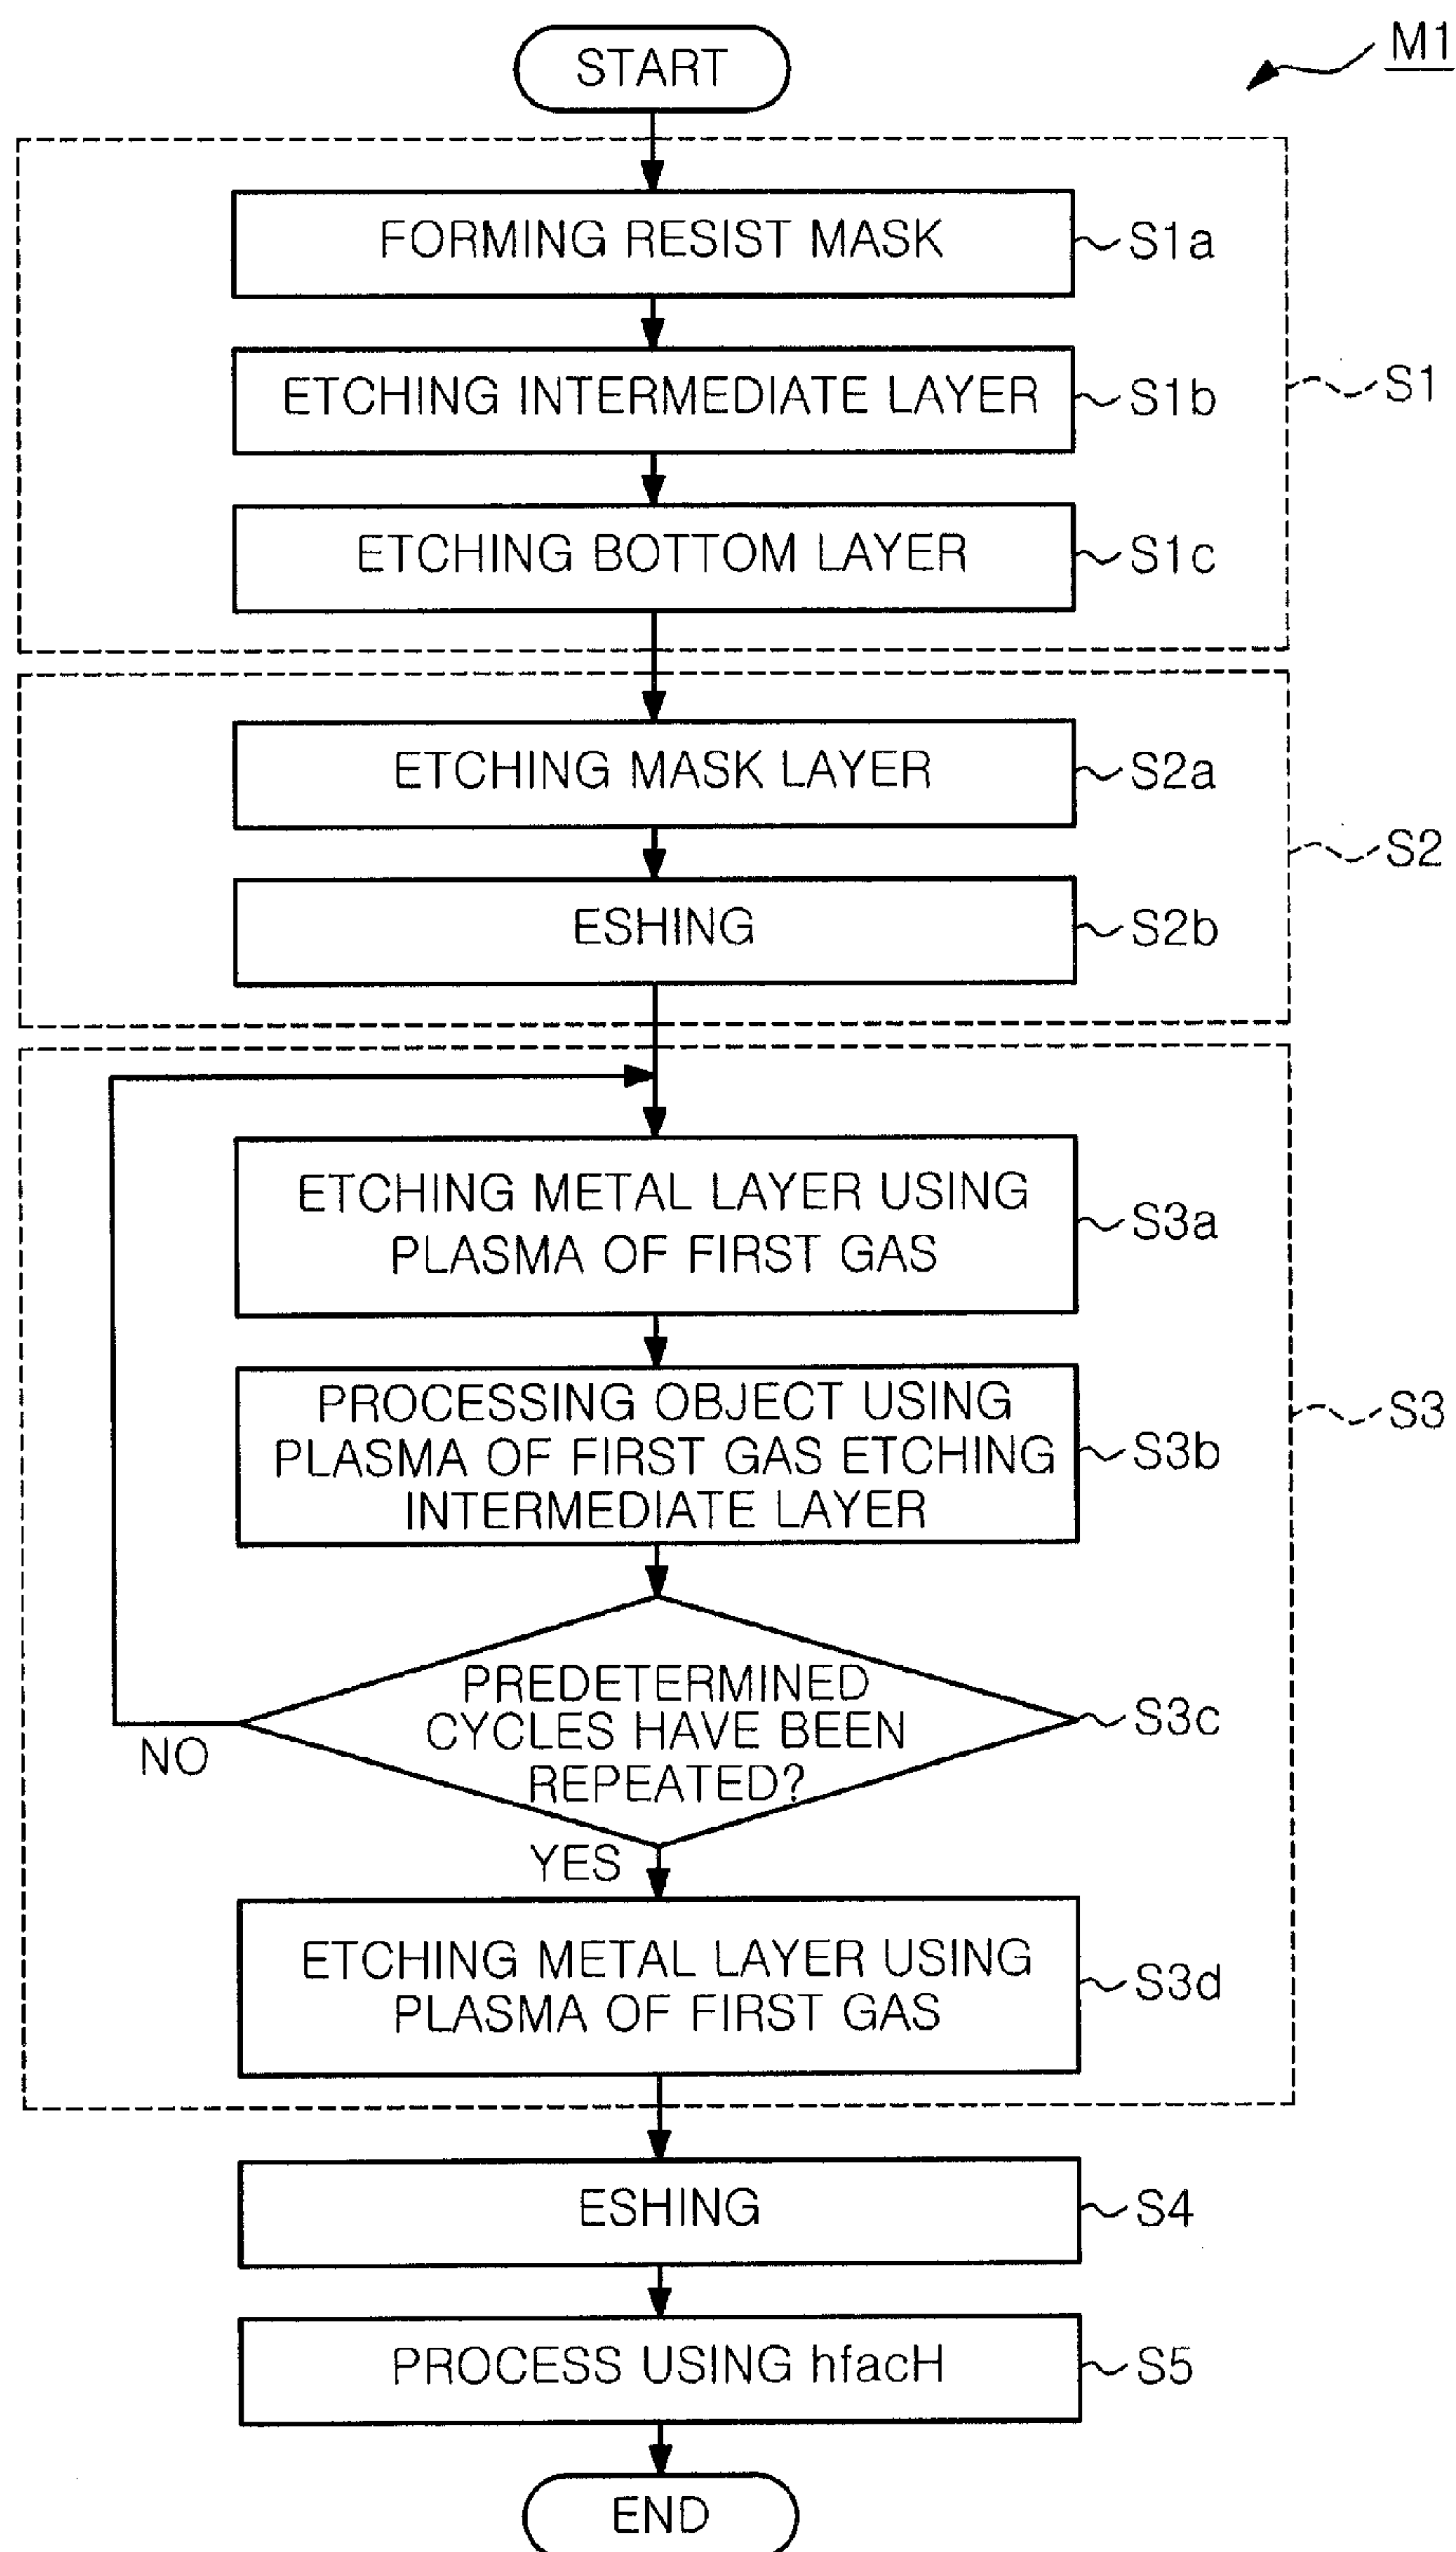 START
M1
FORMING RESIST MASK
S1a
ETCHING INTERMEDIATE LAYER
S1b
S1
ETCHING BOTTOM LAYER
S1c
ETCHING MASK LAYER
S2a
S2
ESHING
S2b
ETCHING METAL LAYER USING
PLASMA OF FIRST GAS
S3a
PROCESSING OBJECT USING
PLASMA OF FIRST GAS ETCHING
INTERMEDIATE LAYER
S3b
S3
PREDETERMINED
CYCLES HAVE BEEN
REPEATED?
S3c
NO
YES
ETCHING METAL LAYER USING
PLASMA OF FIRST GAS
S3d
ESHING
S4
PROCESS USING hfacH
S5
END